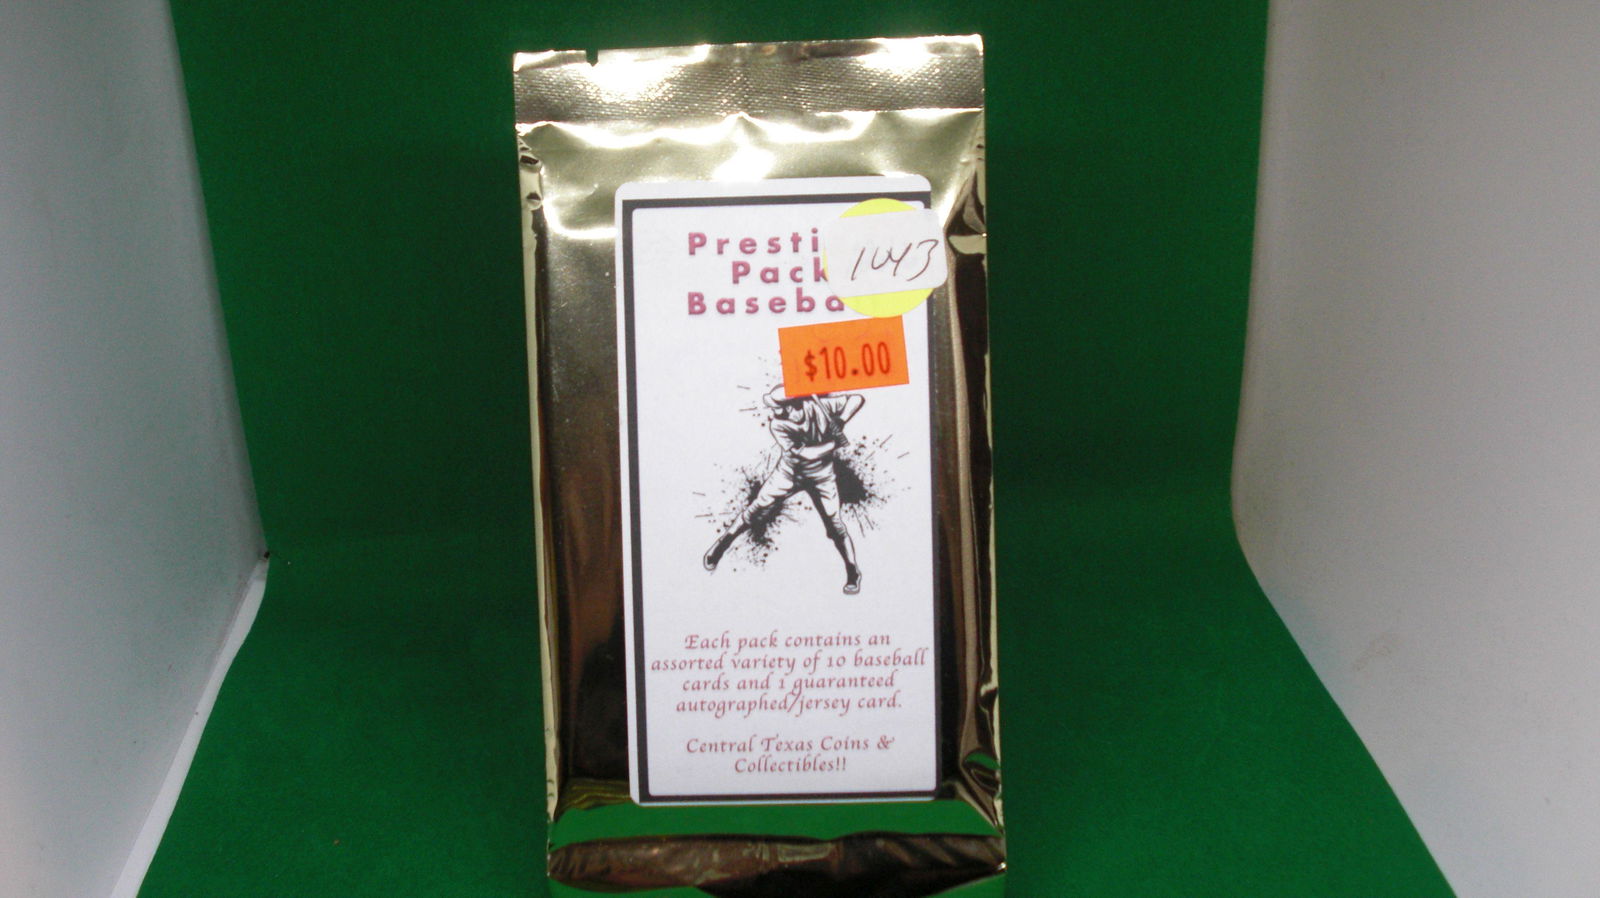 Presti
Pack
Baseba
1043
$10.00
Each pack contains an
assorted variety of 10 baseball
cards and 1 guaranteed
autographed/jersey card.
Central Texas Coins &
Collectibles!!